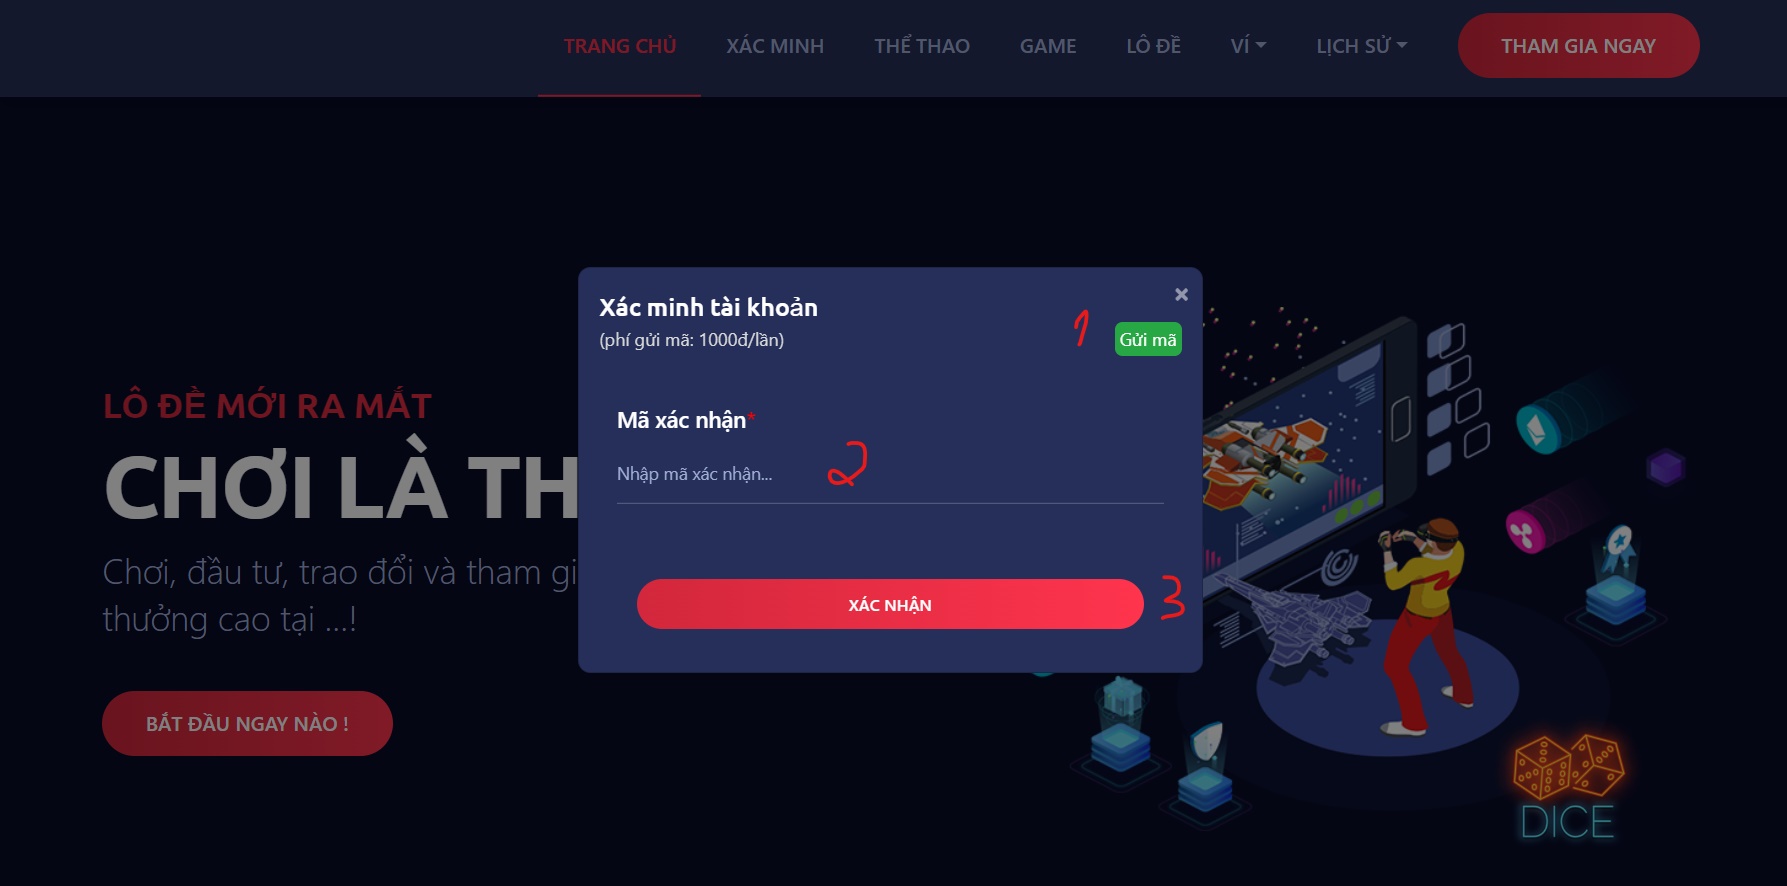 TRANG CHỦ XÁC MINH THỂ THAO GAME LÔ ĐỀ VÍ LỊCH SỬ THAM GIA NGAY
Xác minh tài khoản
(phí gửi mã: 1000đ/lần)
1
Gửi mã
Mã xác nhận*
Nhập mã xác nhận...
2
XÁC NHẬN
3
LÔ ĐỀ MỚI RA MẮT
CHƠI LÀ TH
Chơi, đầu tư, trao đổi và tham gi
thưởng cao tại ...!
BẮT ĐẦU NGAY NÀO !
DICE